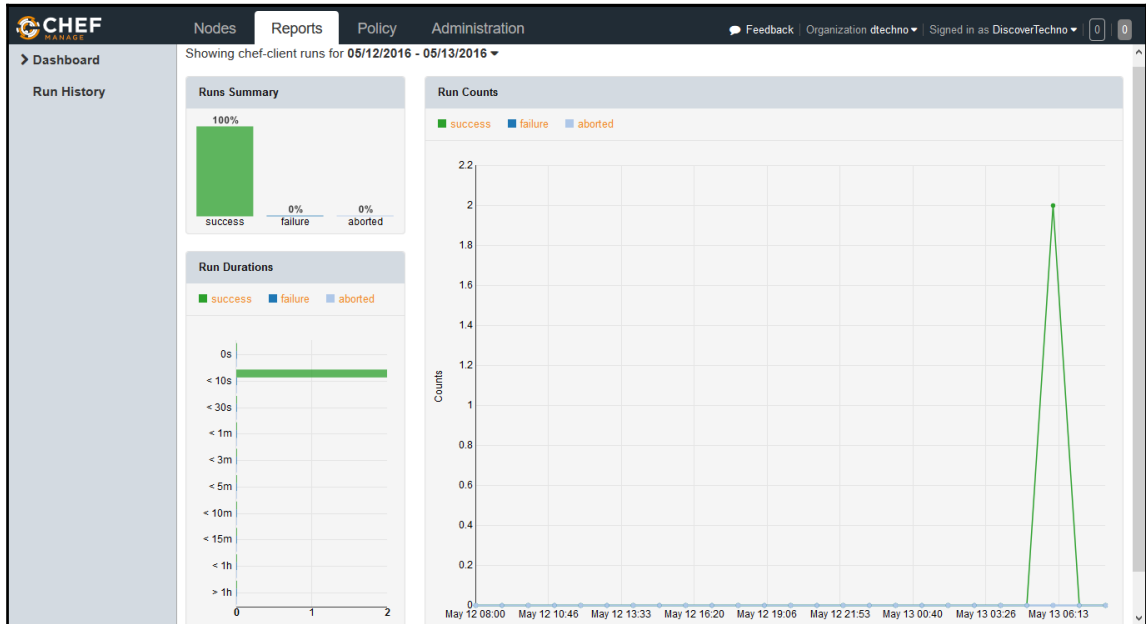 CHEF
MANAGE
Nodes Reports Policy Administration
Feedback | Organization dtechno | Signed in as DiscoverTechno | 0 | 0
Dashboard
Run History
Showing chef-client runs for 05/12/2016 - 05/13/2016
Runs Summary
100% 0% 0%
success failure aborted
Run Durations
success failure aborted
0s
< 10s
< 30s
< 1m
< 3m
< 5m
< 10m
< 15m
< 1h
> 1h
0 1 2
Run Counts
success failure aborted
Counts
2.2
2
1.8
1.6
1.4
1.2
1
0.8
0.6
0.4
0.2
0
May 12 08:00 May 12 10:46 May 12 13:33 May 12 16:20 May 12 19:06 May 12 21:53 May 13 00:40 May 13 03:26 May 13 06:13